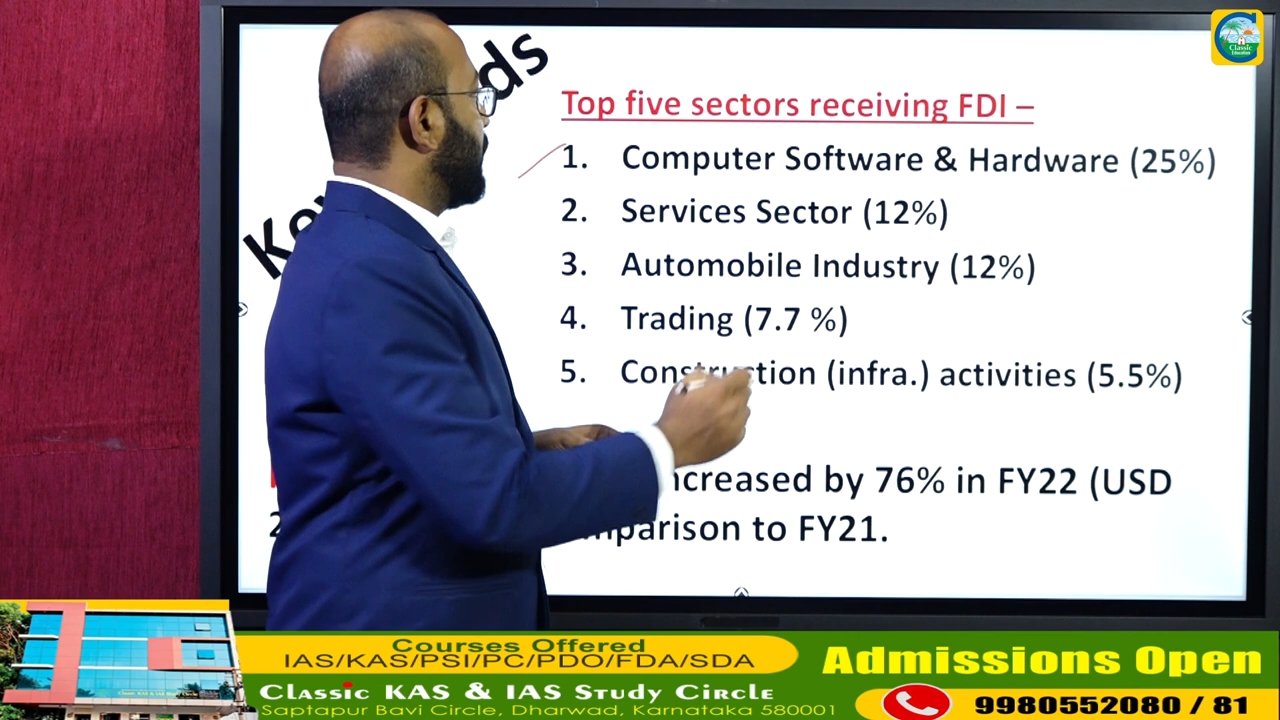 ds
Top five sectors receiving FDI –
1. Computer Software & Hardware (25%)
2. Services Sector (12%)
3. Automobile Industry (12%)
4. Trading (7.7 %)
5. Construction (infra.) activities (5.5%)
by 76% in FY22 (USD
to FY21.
Classic
Education
Courses Offered
IAS/KAS/PSI/PC/PDO/FDA/SDA
Classic KAS & IAS Study Circle
Saptapur Bavi Circle, Dharwad, Karnataka 580001
Admissions Open
9980552080 / 81